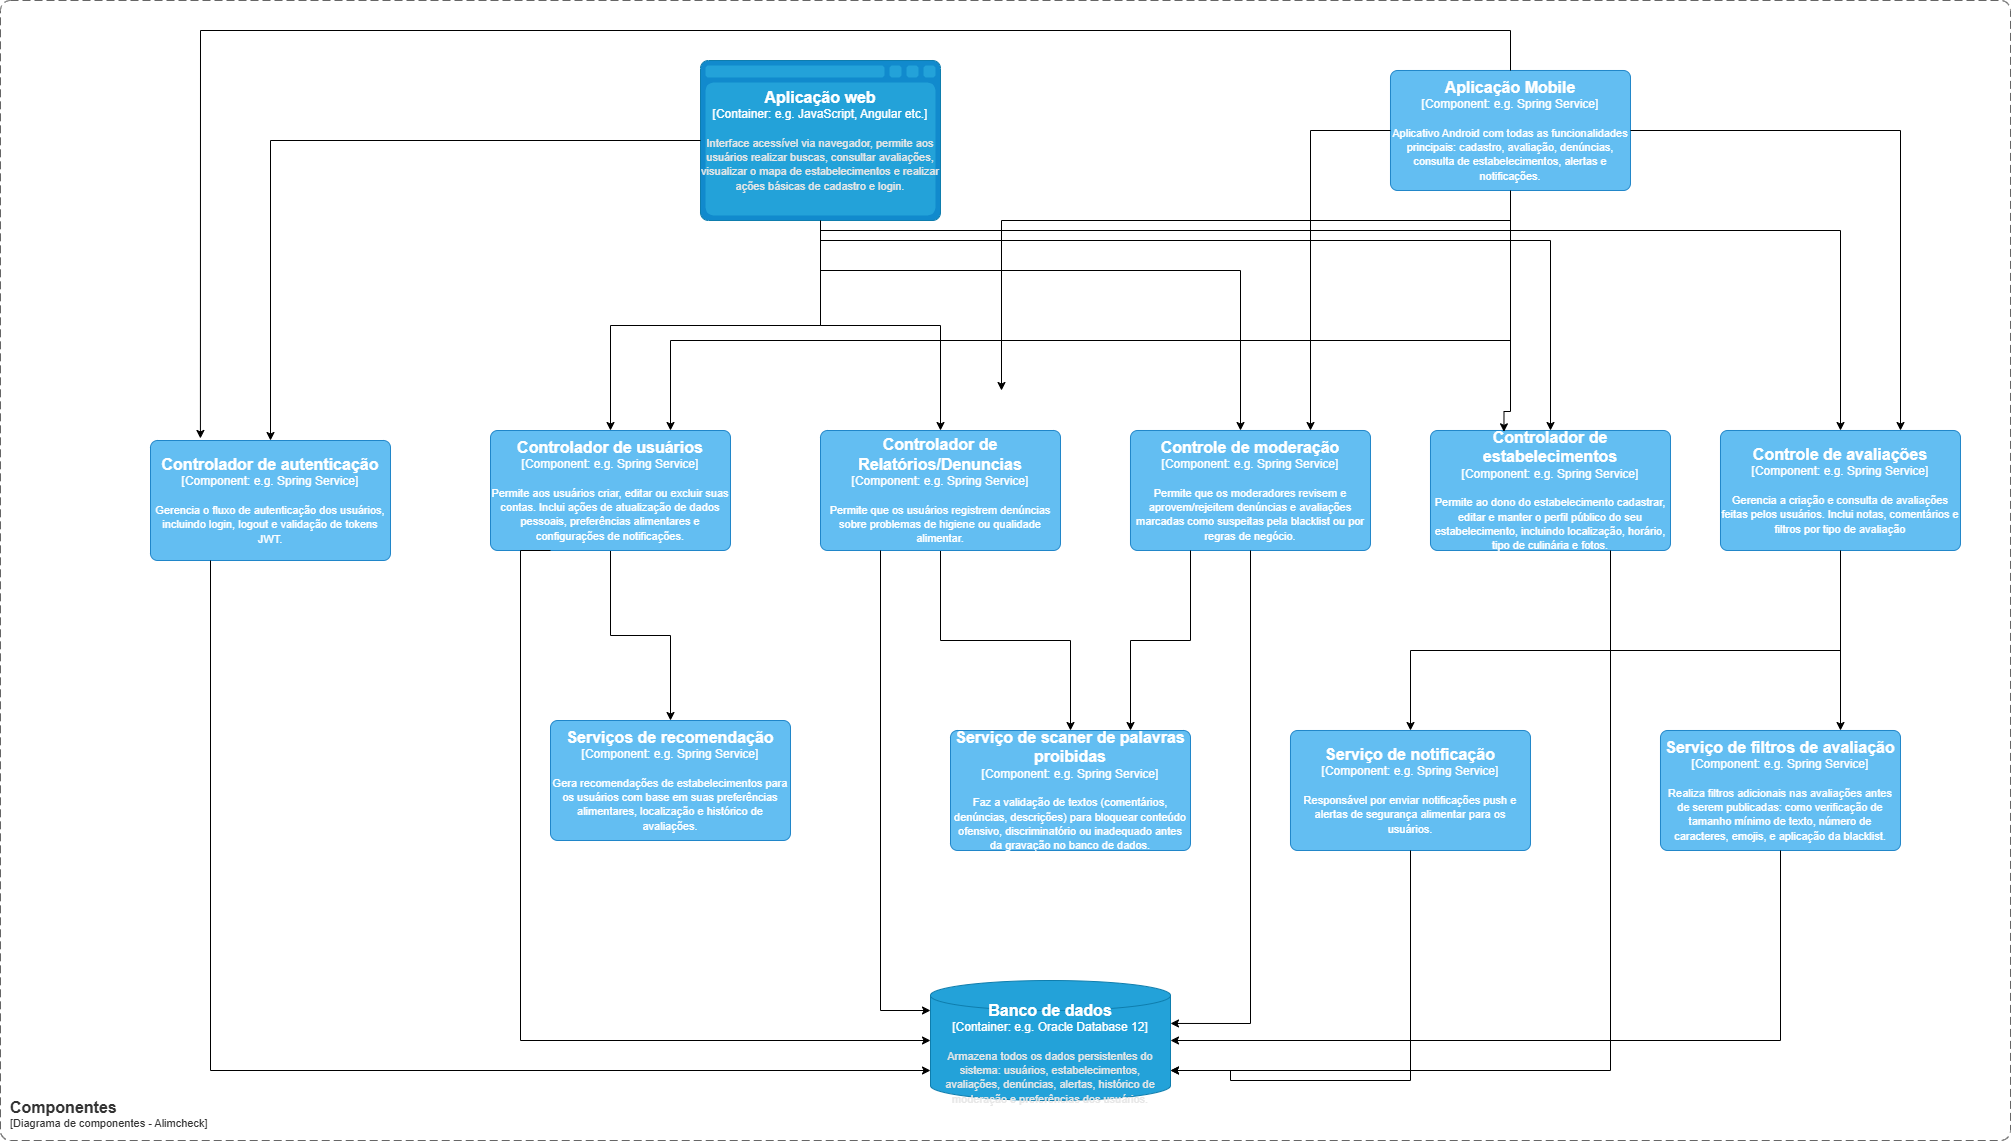 Aplicação web
[Container: e.g. JavaScript, Angular etc.]
Interface acessível via navegador, permite aos
usuários realizar buscas, consultar avaliações,
visualizar o mapa de estabelecimentos e realizar
ações básicas de cadastro e login.
Aplicação Mobile
[Component: e.g. Spring Service]
Aplicativo Android com todas as funcionalidades
principais: cadastro, avaliação, denúncias,
consulta de estabelecimentos, alertas e
notificações.
Controlador de autenticação
[Component: e.g. Spring Service]
Gerencia o fluxo de autenticação dos usuários,
incluindo login, logout e validação de tokens
JWT.
Controlador de usuários
[Component: e.g. Spring Service]
Permite aos usuários criar, editar ou excluir suas
contas. Inclui ações de atualização de dados
pessoais, preferências alimentares e
configurações de notificações.
Controlador de
Relatórios/Denuncias
[Component: e.g. Spring Service]
Permite que os usuários registrem denúncias
sobre problemas de higiene ou qualidade
alimentar.
Controle de moderação
[Component: e.g. Spring Service]
Permite que os moderadores revisem e
aprovem/rejeitem denúncias e avaliações
marcadas como suspeitas pela blacklist ou por
regras de negócio.
Controlador de
estabelecimentos
[Component: e.g. Spring Service]
Permite ao dono do estabelecimento cadastrar,
editar e manter o perfil público do seu
estabelecimento, incluindo localização, horário,
tipo de culinária e fotos.
Controle de avaliações
[Component: e.g. Spring Service]
Gerencia a criação e consulta de avaliações
feitas pelos usuários. Inclui notas, comentários e
filtros por tipo de avaliação
Serviços de recomendação
[Component: e.g. Spring Service]
Gera recomendações de estabelecimentos para
os usuários com base em suas preferências
alimentares, localização e histórico de
avaliações.
Serviço de scaner de palavras
proibidas
[Component: e.g. Spring Service]
Faz a validação de textos (comentários,
denúncias, descrições) para bloquear conteúdo
ofensivo, discriminatório ou inadequado antes
da gravação no banco de dados.
Serviço de notificação
[Component: e.g. Spring Service]
Responsável por enviar notificações push e
alertas de segurança alimentar para os
usuários.
Serviço de filtros de avaliação
[Component: e.g. Spring Service]
Realiza filtros adicionais nas avaliações antes
de serem publicadas: como verificação de
tamanho mínimo de texto, número de
caracteres, emojis, e aplicação da blacklist.
Banco de dados
[Container: e.g. Oracle Database 12]
Armazena todos os dados persistentes do
sistema: usuários, estabelecimentos,
avaliações, denúncias, alertas, histórico de
moderação e preferências dos usuários.
Componentes
[Diagrama de componentes - Alimcheck]